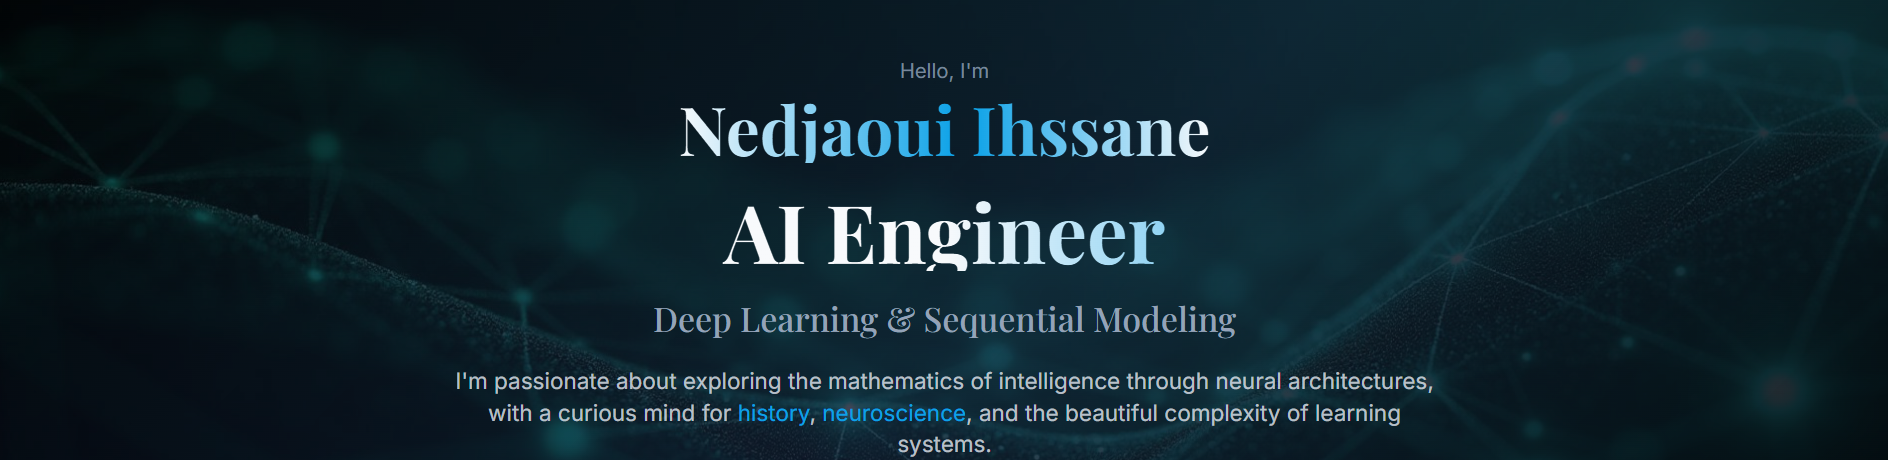 Hello, I'm
Nedjaoui Ihssane
AI Engineer
Deep Learning & Sequential Modeling
I'm passionate about exploring the mathematics of intelligence through neural architectures,
with a curious mind for history, neuroscience, and the beautiful complexity of learning
systems.